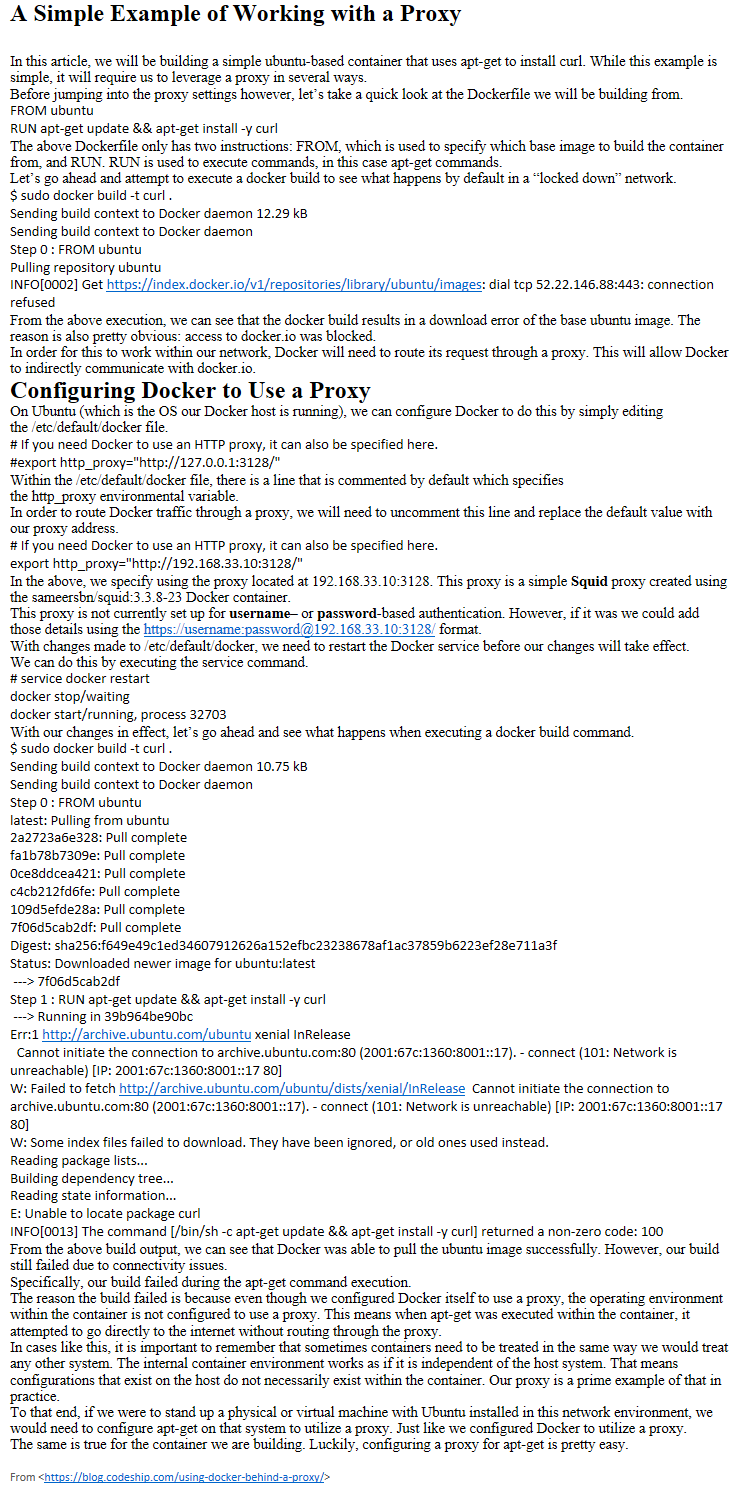 A Simple Example of Working with a Proxy
In this article, we will be building a simple ubuntu-based container that uses apt-get to install curl. While this example is
simple, it will require us to leverage a proxy in several ways.
Before jumping into the proxy settings however, let’s take a quick look at the Dockerfile we will be building from.
FROM ubuntu
RUN apt-get update && apt-get install -y curl
The above Dockerfile only has two instructions: FROM, which is used to specify which base image to build the container
from, and RUN. RUN is used to execute commands, in this case apt-get commands.
Let’s go ahead and attempt to execute a docker build to see what happens by default in a “locked down” network.
$ sudo docker build -t curl .
Sending build context to Docker daemon 12.29 kB
Sending build context to Docker daemon
Step 0 : FROM ubuntu
Pulling repository ubuntu
INFO[0002] Get https://index.docker.io/v1/repositories/library/ubuntu/images: dial tcp 52.22.146.88:443: connection
refused
From the above execution, we can see that the docker build results in a download error of the base ubuntu image. The
reason is also pretty obvious: access to docker.io was blocked.
In order for this to work within our network, Docker will need to route its request through a proxy. This will allow Docker
to indirectly communicate with docker.io.
Configuring Docker to Use a Proxy
On Ubuntu (which is the OS our Docker host is running), we can configure Docker to do this by simply editing
the /etc/default/docker file.
# If you need Docker to use an HTTP proxy, it can also be specified here.
#export http_proxy="http://127.0.0.1:3128/"
Within the /etc/default/docker file, there is a line that is commented by default which specifies
the http_proxy environmental variable.
In order to route Docker traffic through a proxy, we will need to uncomment this line and replace the default value with
our proxy address.
# If you need Docker to use an HTTP proxy, it can also be specified here.
export http_proxy="http://192.168.33.10:3128/"
In the above, we specify using the proxy located at 192.168.33.10:3128. This proxy is a simple Squid proxy created using
the sameersbn/squid:3.3.8-23 Docker container.
This proxy is not currently set up for username– or password-based authentication. However, if it was we could add
those details using the https://username:password@192.168.33.10:3128/ format.
With changes made to /etc/default/docker, we need to restart the Docker service before our changes will take effect.
We can do this by executing the service command.
# service docker restart
docker stop/waiting
docker start/running, process 32703
With our changes in effect, let’s go ahead and see what happens when executing a docker build command.
$ sudo docker build -t curl .
Sending build context to Docker daemon 10.75 kB
Sending build context to Docker daemon
Step 0 : FROM ubuntu
latest: Pulling from ubuntu
2a2723a6e328: Pull complete
fa1b78b7309e: Pull complete
0ce8ddcea421: Pull complete
c4cb212fd6fe: Pull complete
109d5efde28a: Pull complete
7f06d5cab2df: Pull complete
Digest: sha256:f649e49c1ed34607912626a152efbc23238678af1ac37859b6223ef28e711a3f
Status: Downloaded newer image for ubuntu:latest
---> 7f06d5cab2df
Step 1 : RUN apt-get update && apt-get install -y curl
---> Running in 39b964be90bc
Err:1 http://archive.ubuntu.com/ubuntu xenial InRelease
Cannot initiate the connection to archive.ubuntu.com:80 (2001:67c:1360:8001::17). - connect (101: Network is
unreachable) [IP: 2001:67c:1360:8001::17 80]
W: Failed to fetch http://archive.ubuntu.com/ubuntu/dists/xenial/InRelease  Cannot initiate the connection to
archive.ubuntu.com:80 (2001:67c:1360:8001::17). - connect (101: Network is unreachable) [IP: 2001:67c:1360:8001::17
80]
W: Some index files failed to download. They have been ignored, or old ones used instead.
Reading package lists...
Building dependency tree...
Reading state information...
E: Unable to locate package curl
INFO[0013] The command [/bin/sh -c apt-get update && apt-get install -y curl] returned a non-zero code: 100
From the above build output, we can see that Docker was able to pull the ubuntu image successfully. However, our build
still failed due to connectivity issues.
Specifically, our build failed during the apt-get command execution.
The reason the build failed is because even though we configured Docker itself to use a proxy, the operating environment
within the container is not configured to use a proxy. This means when apt-get was executed within the container, it
attempted to go directly to the internet without routing through the proxy.
In cases like this, it is important to remember that sometimes containers need to be treated in the same way we would treat
any other system. The internal container environment works as if it is independent of the host system. That means
configurations that exist on the host do not necessarily exist within the container. Our proxy is a prime example of that in
practice.
To that end, if we were to stand up a physical or virtual machine with Ubuntu installed in this network environment, we
would need to configure apt-get on that system to utilize a proxy. Just like we configured Docker to utilize a proxy.
The same is true for the container we are building. Luckily, configuring a proxy for apt-get is pretty easy.
From <https://blog.codeship.com/using-docker-behind-a-proxy/>